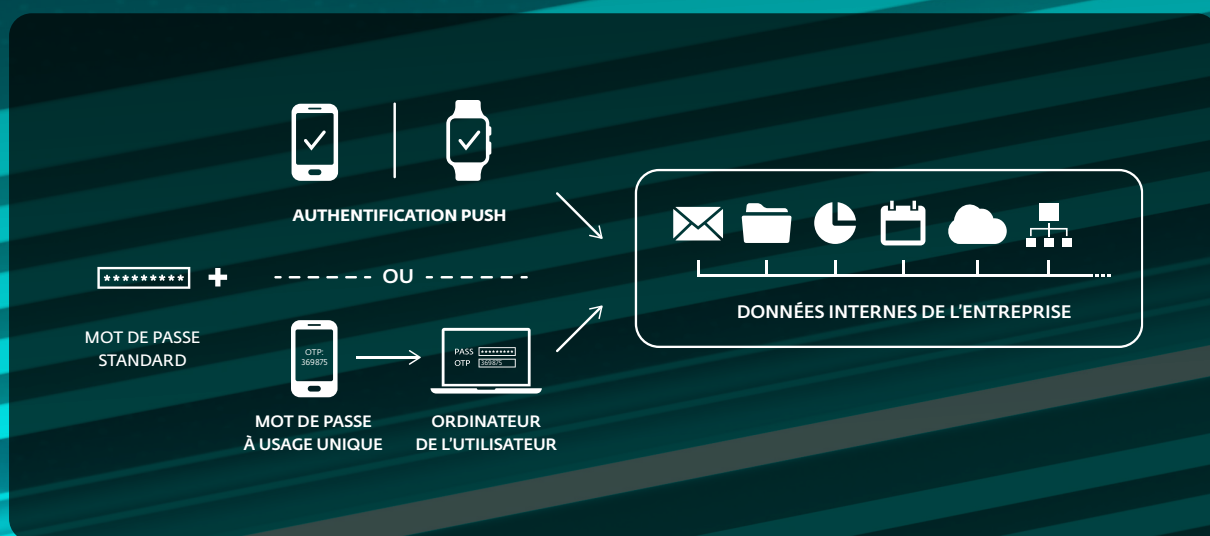 AUTHENTIFICATION PUSH
*********
OU
MOT DE PASSE
STANDARD
OTP:
369875
PASS *********
OTP 369875
MOT DE PASSE
À USAGE UNIQUE
ORDINATEUR
DE L’UTILISATEUR
DONNÉES INTERNES DE L’ENTREPRISE